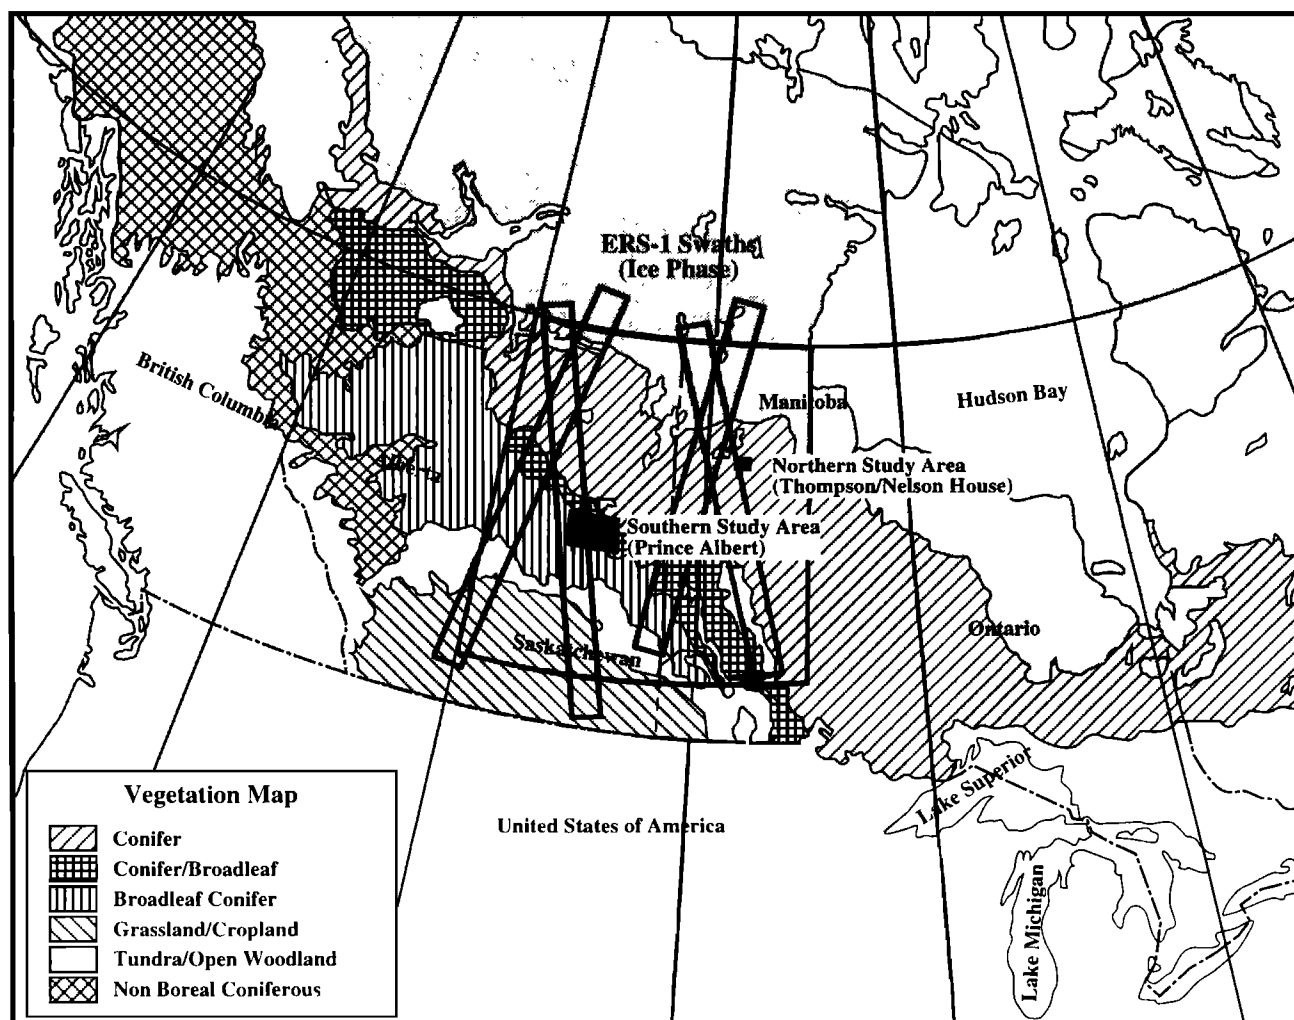 ERS-1 Swaths
(Ice Phase)
British Columbia
Manitoba
Hudson Bay
Alberta
Northern Study Area
(Thompson/Nelson House)
Southern Study Area
(Prince Albert)
Ontario
Saskatchewan
Lake Superior
United States of America
Lake Michigan
Vegetation Map
Conifer
Conifer/Broadleaf
Broadleaf Conifer
Grassland/Cropland
Tundra/Open Woodland
Non Boreal Coniferous